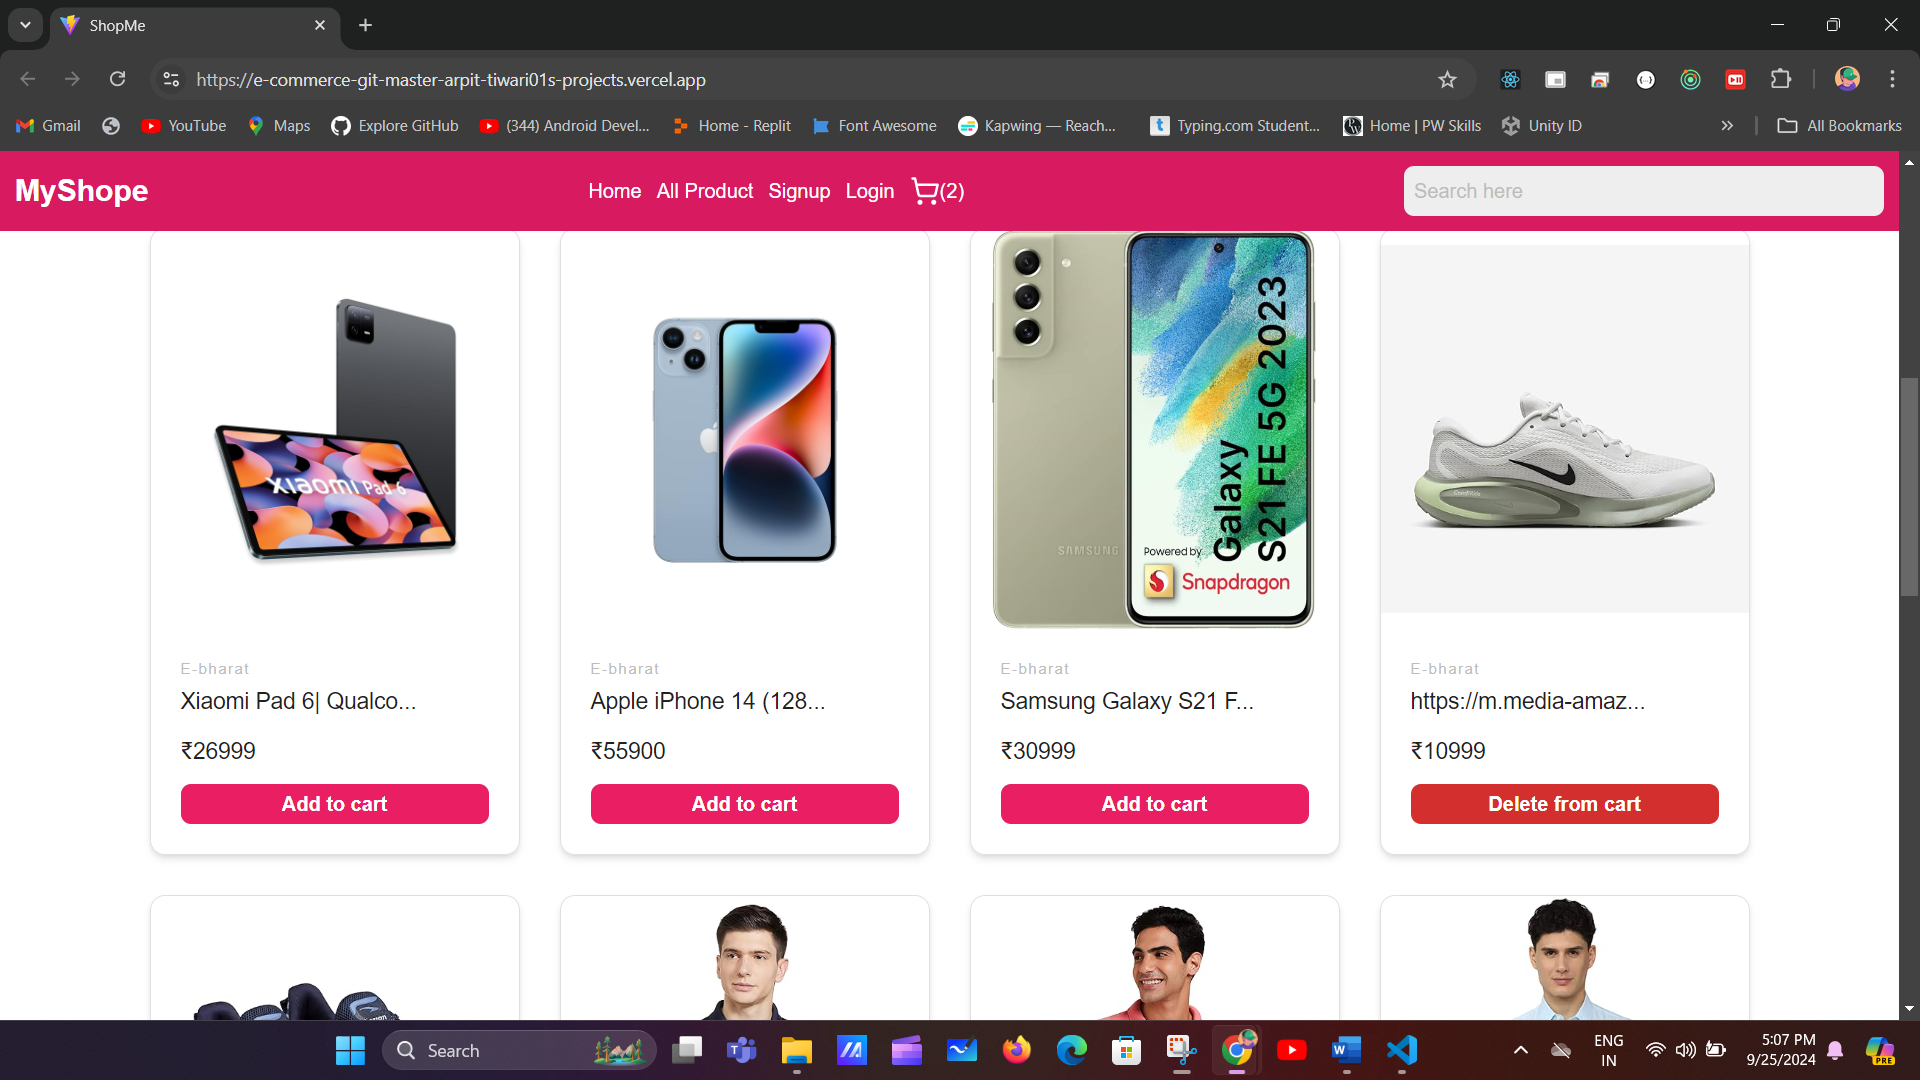 ShopMe
https://e-commerce-git-master-arpit-tiwari01s-projects.vercel.app
Gmail
YouTube
Maps
Explore GitHub
(344) Android Devel...
Home - Replit
Font Awesome
Kapwing — Reach...
Typing.com Student...
Home | PW Skills
Unity ID
All Bookmarks
MyShope
Home All Product Signup Login (2)
Search here
xiaomi Pad 6
SAMSUNG
Galaxy
S21 FE 5G 2023
Powered by
Snapdragon
E-bharat
Xiaomi Pad 6| Qualco...
₹26999
Add to cart
E-bharat
Apple iPhone 14 (128...
₹55900
Add to cart
E-bharat
Samsung Galaxy S21 F...
₹30999
Add to cart
E-bharat
https://m.media-amaz...
₹10999
Delete from cart
Search
ENG
IN
5:07 PM
9/25/2024
PRE